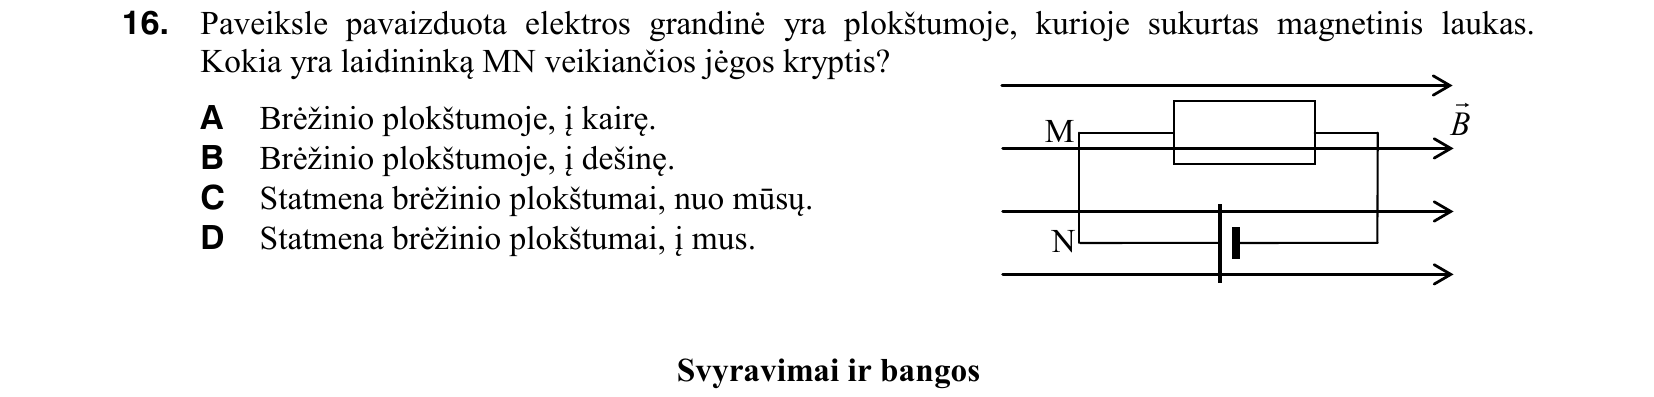 16. Paveiksle pavaizduota elektros grandinė yra plokštumoje, kurioje sukurtas magnetinis laukas.
Kokia yra laidininką MN veikiančios jėgos kryptis?
A Brėžinio plokštumoje, į kairę.
B Brėžinio plokštumoje, į dešinę.
C Statmena brėžinio plokštumai, nuo mūsų.
D Statmena brėžinio plokštumai, į mus.
M
B⃗
N
Svyravimai ir bangos